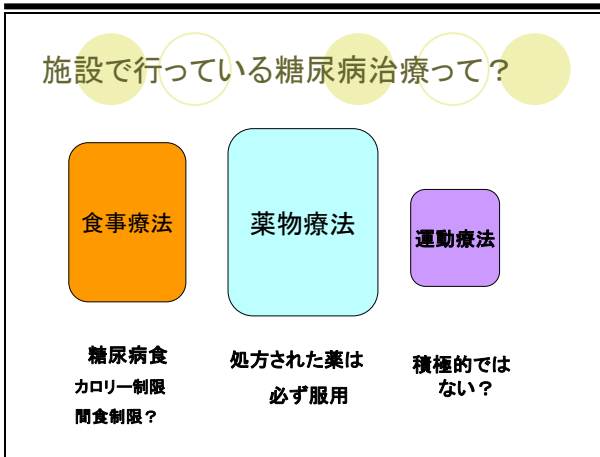 施設で行っている糖尿病治療って？
食事療法
薬物療法
運動療法
糖尿病食
カロリー制限
間食制限？
処方された薬は
必ず服用
積極的では
ない？